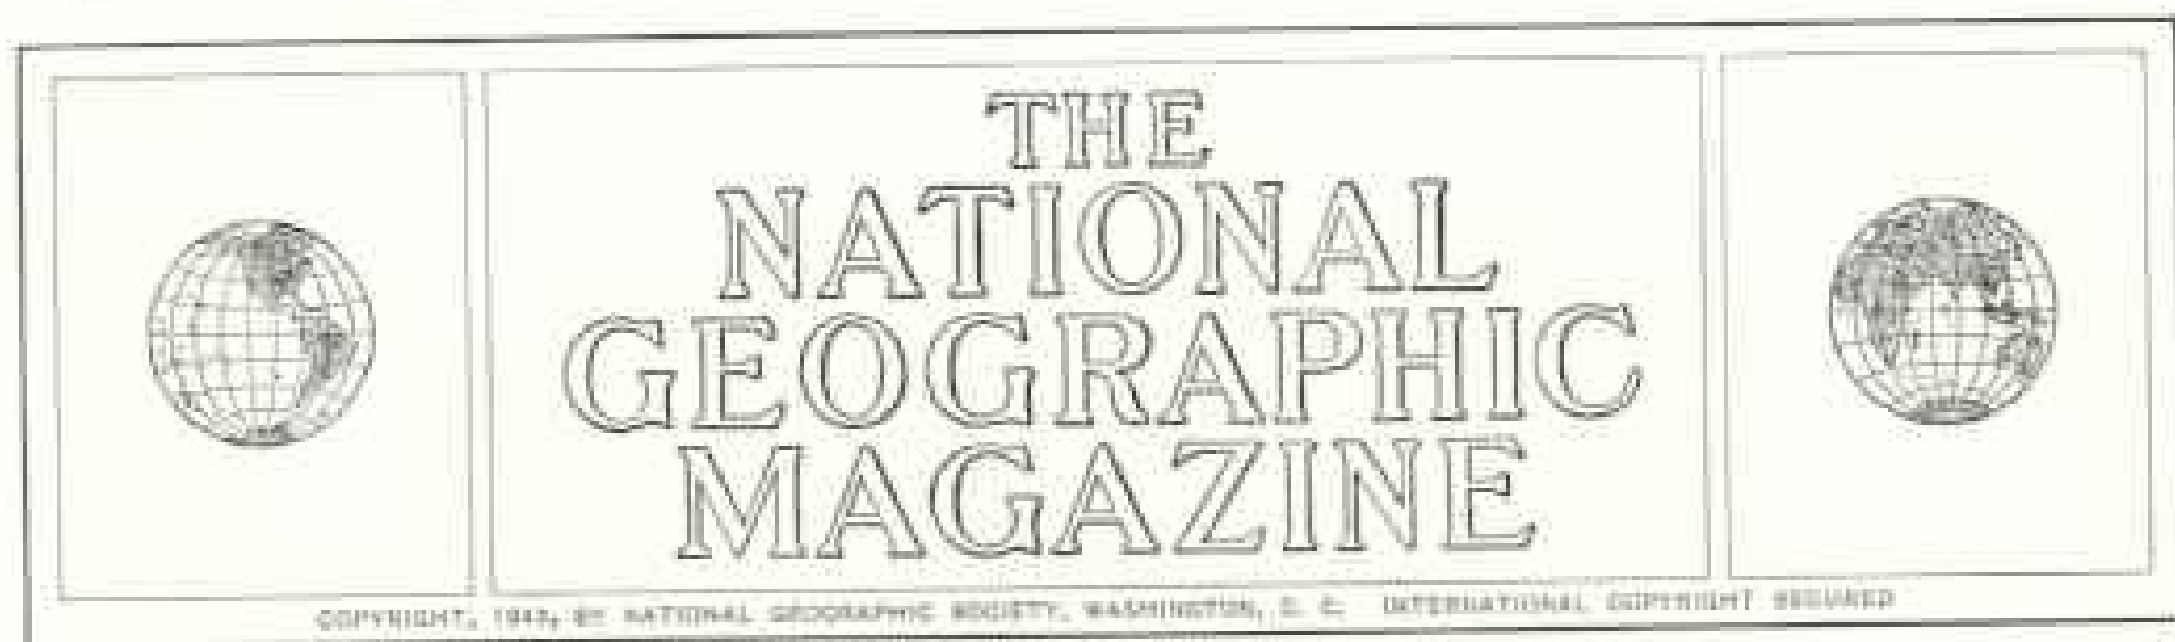 THE
NATIONAL
GEOGRAPHIC
MAGAZINE
COPYRIGHT, BY NATIONAL GEOGRAPHIC SOCIETY, WASHINGTON, D. C. INTERNATIONAL COPYRIGHT SECURED